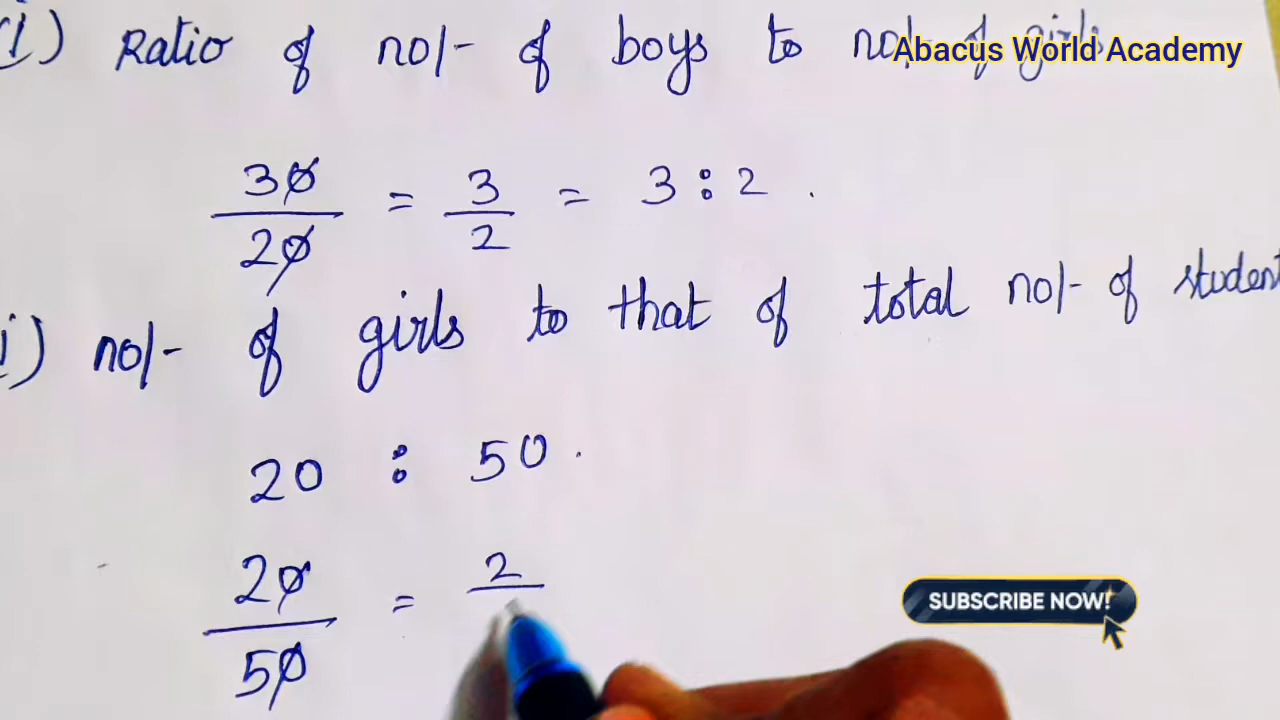 i) Ratio of no/- of boys to no/- of girls
Abacus World Academy
30/20 = 3/2 = 3 : 2 .
i) no/- of girls to that of total no/- of student
20 : 50 .
20/50 = 2
SUBSCRIBE NOW!